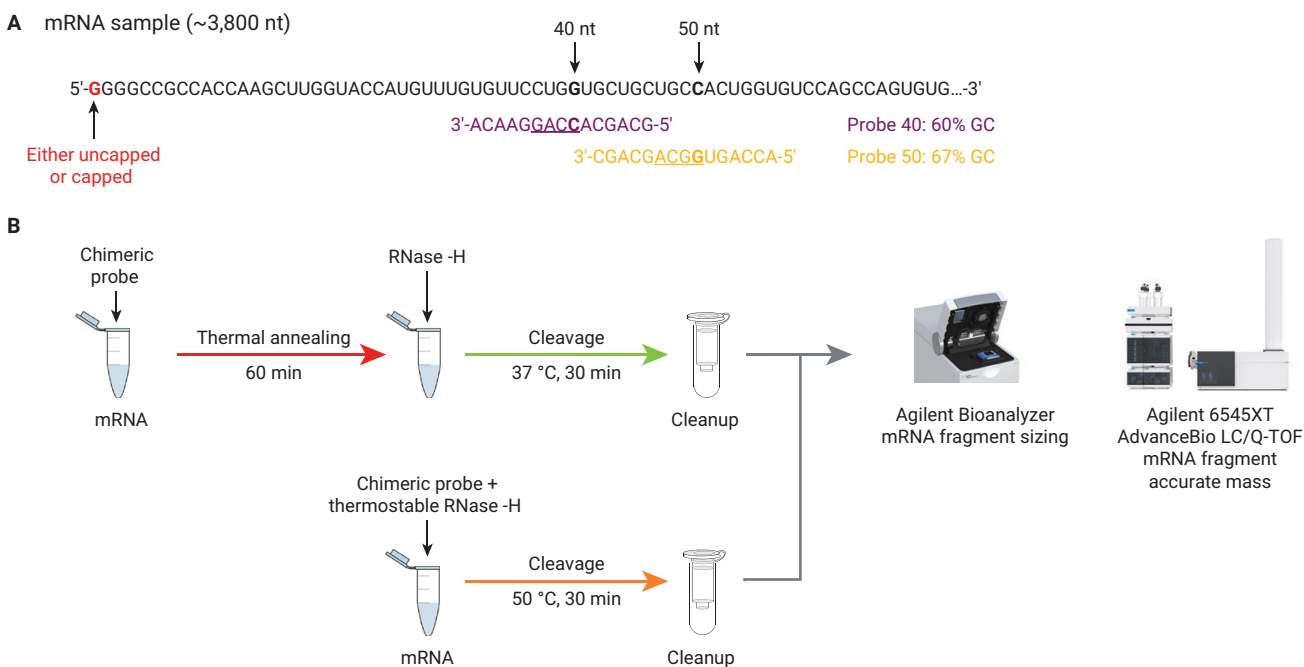 A mRNA sample (~3,800 nt)
40 nt
50 nt
5'-GGGGCCGCCACCAAGCUUGGUACCAUGUUUGUGUUCCUGGUGCUGCUGCCACUGGUGUCCAGCCAGUGUG...-3'
3'-ACAAGGACCACGACG-5'
Probe 40: 60% GC
3'-CGACGACGGUGACCA-5'
Probe 50: 67% GC
Either uncapped
or capped
B
Chimeric
probe
RNase -H
Thermal annealing
60 min
Cleavage
37 °C, 30 min
mRNA
Cleanup
Agilent Bioanalyzer
mRNA fragment sizing
Agilent 6545XT
AdvanceBio LC/Q-TOF
mRNA fragment
accurate mass
Chimeric probe +
thermostable RNase -H
Cleavage
50 °C, 30 min
mRNA
Cleanup